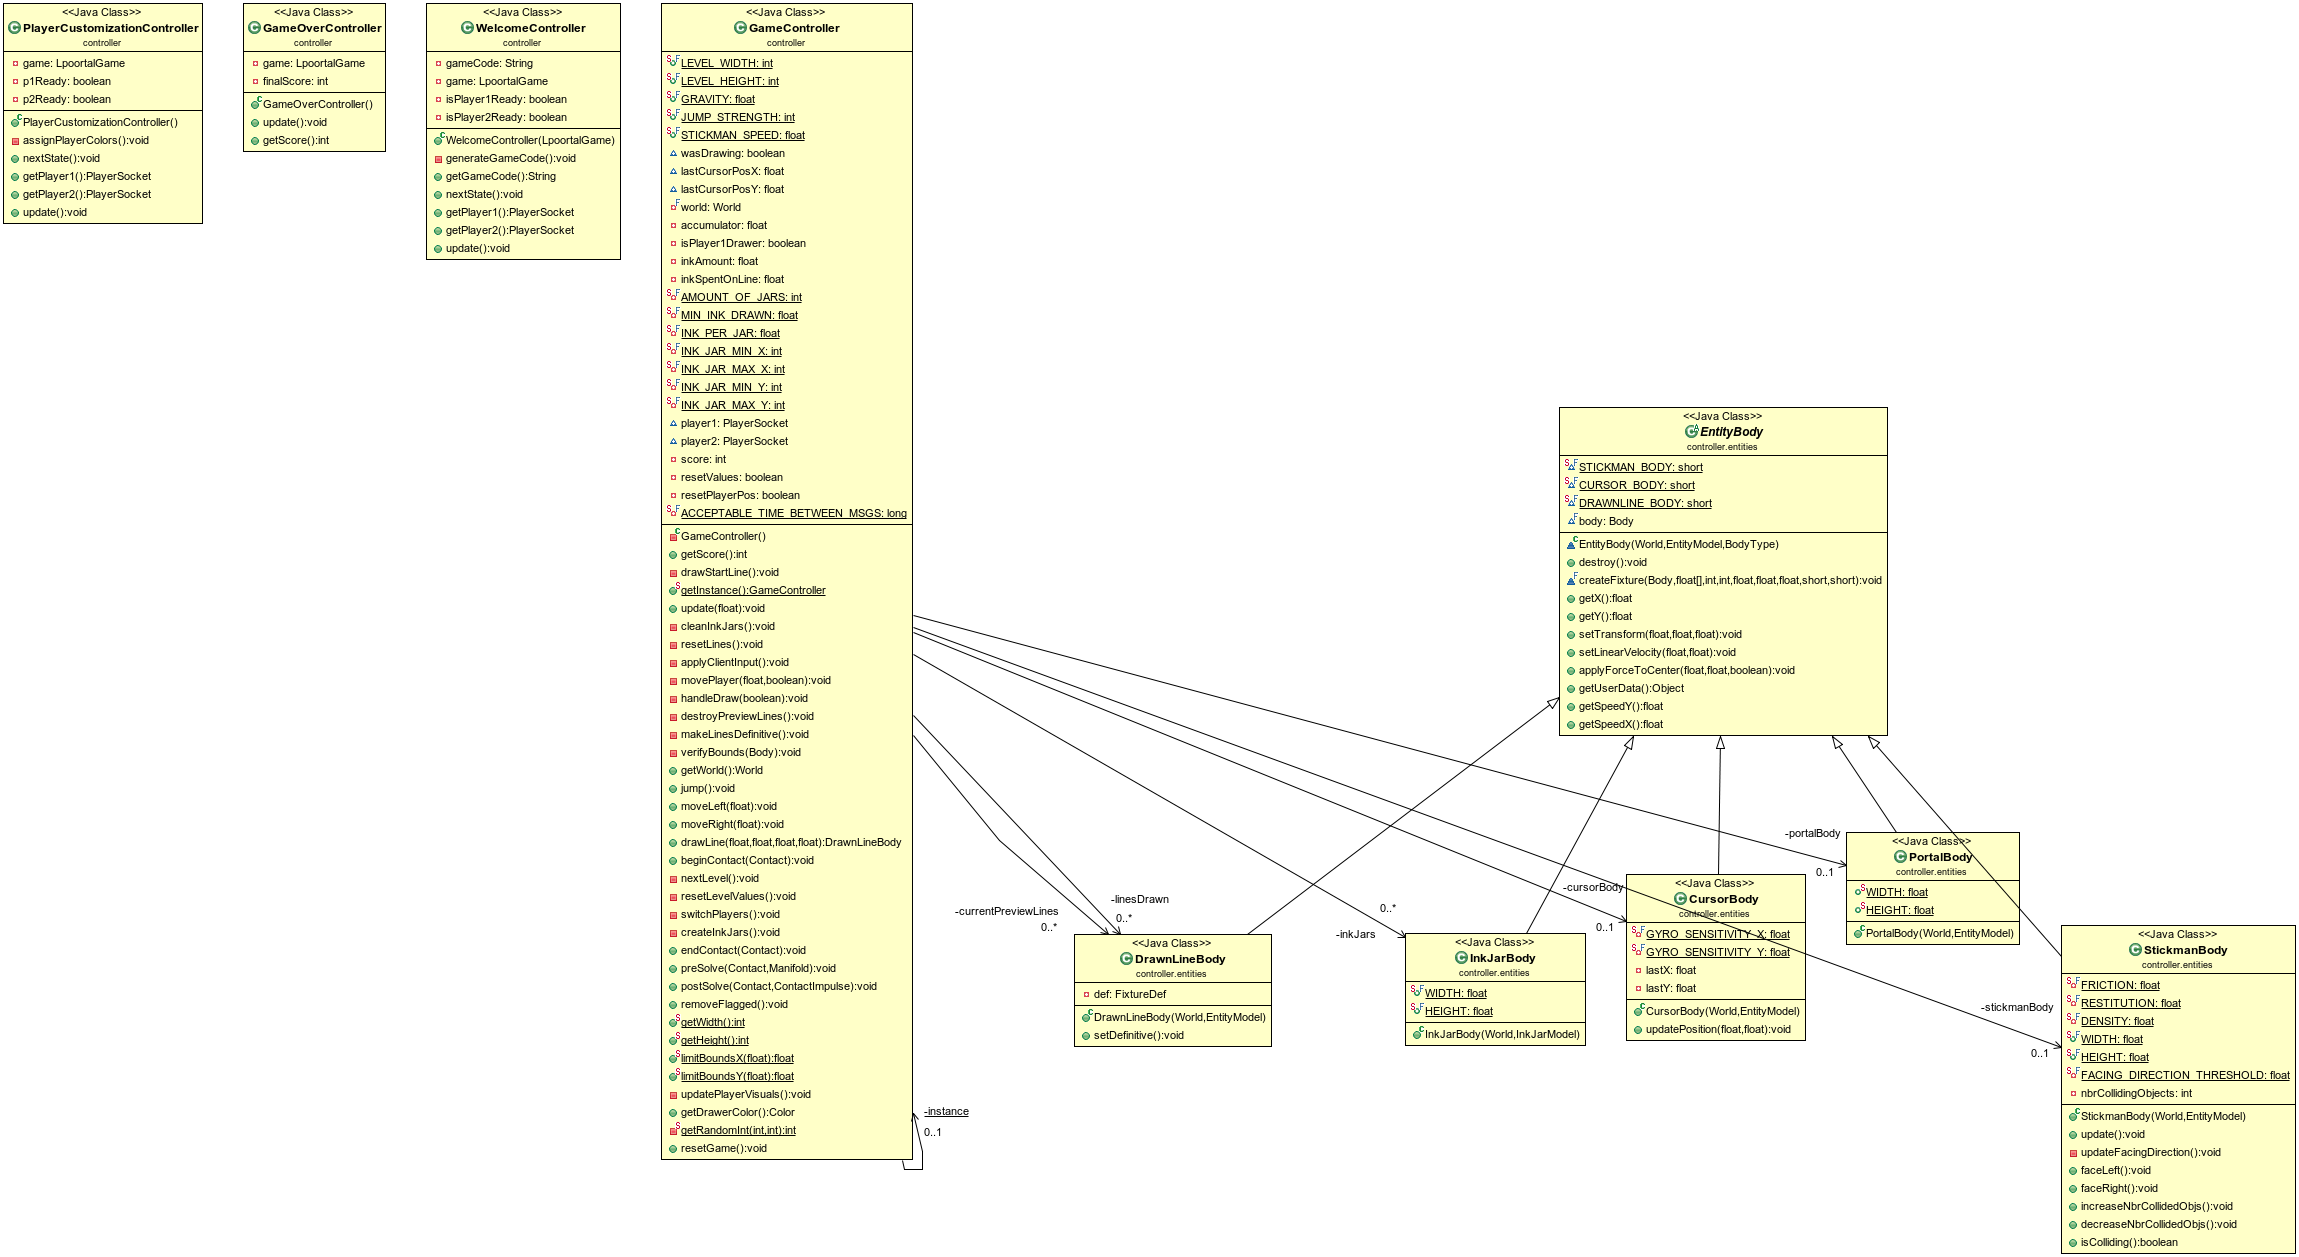 <<Java Class>>
PlayerCustomizationController
controller
game: LpoortalGame
p1Ready: boolean
p2Ready: boolean
PlayerCustomizationController()
assignPlayerColors():void
nextState():void
getPlayer1():PlayerSocket
getPlayer2():PlayerSocket
update():void
<<Java Class>>
GameOverController
controller
game: LpoortalGame
finalScore: int
GameOverController()
update():void
getScore():int
<<Java Class>>
WelcomeController
controller
gameCode: String
game: LpoortalGame
isPlayer1Ready: boolean
isPlayer2Ready: boolean
WelcomeController(LpoortalGame)
generateGameCode():void
getGameCode():String
nextState():void
getPlayer1():PlayerSocket
getPlayer2():PlayerSocket
update():void
<<Java Class>>
GameController
controller
LEVEL_WIDTH: int
LEVEL_HEIGHT: int
GRAVITY: float
JUMP_STRENGTH: int
STICKMAN_SPEED: float
wasDrawing: boolean
lastCursorPosX: float
lastCursorPosY: float
world: World
accumulator: float
isPlayer1Drawer: boolean
inkAmount: float
inkSpentOnLine: float
AMOUNT_OF_JARS: int
MIN_INK_DRAWN: float
INK_PER_JAR: float
INK_JAR_MIN_X: int
INK_JAR_MAX_X: int
INK_JAR_MIN_Y: int
INK_JAR_MAX_Y: int
player1: PlayerSocket
player2: PlayerSocket
score: int
resetValues: boolean
resetPlayerPos: boolean
ACCEPTABLE_TIME_BETWEEN_MSGS: long
GameController()
getScore():int
drawStartLine():void
getInstance():GameController
update(float):void
cleanInkJars():void
resetLines():void
applyClientInput():void
movePlayer(float,boolean):void
handleDraw(boolean):void
destroyPreviewLines():void
makeLinesDefinitive():void
verifyBounds(Body):void
getWorld():World
jump():void
moveLeft(float):void
moveRight(float):void
drawLine(float,float,float,float):DrawnLineBody
beginContact(Contact):void
nextLevel():void
resetLevelValues():void
switchPlayers():void
createInkJars():void
endContact(Contact):void
preSolve(Contact,Manifold):void
postSolve(Contact,ContactImpulse):void
removeFlagged():void
getWidth():int
getHeight():int
limitBoundsX(float):float
limitBoundsY(float):float
updatePlayerVisuals():void
getDrawerColor():Color
getRandomInt(int,int):int
resetGame():void
-instance
0..1
-currentPreviewLines
0..*
-linesDrawn
0..*
-inkJars
0..*
-cursorBody
0..1
-portalBody
0..1
-stickmanBody
0..1
<<Java Class>>
EntityBody
controller.entities
STICKMAN_BODY: short
CURSOR_BODY: short
DRAWNLINE_BODY: short
body: Body
EntityBody(World,EntityModel,BodyType)
destroy():void
createFixture(Body,float[],int,int,float,float,float,short,short):void
getX():float
getY():float
setTransform(float,float,float):void
setLinearVelocity(float,float):void
applyForceToCenter(float,float,boolean):void
getUserData():Object
getSpeedY():float
getSpeedX():float
<<Java Class>>
DrawnLineBody
controller.entities
def: FixtureDef
DrawnLineBody(World,EntityModel)
setDefinitive():void
<<Java Class>>
InkJarBody
controller.entities
WIDTH: float
HEIGHT: float
InkJarBody(World,InkJarModel)
<<Java Class>>
CursorBody
controller.entities
GYRO_SENSITIVITY_X: float
GYRO_SENSITIVITY_Y: float
lastX: float
lastY: float
CursorBody(World,EntityModel)
updatePosition(float,float):void
<<Java Class>>
PortalBody
controller.entities
WIDTH: float
HEIGHT: float
PortalBody(World,EntityModel)
<<Java Class>>
StickmanBody
controller.entities
FRICTION: float
RESTITUTION: float
DENSITY: float
WIDTH: float
HEIGHT: float
FACING_DIRECTION_THRESHOLD: float
nbrCollidingObjects: int
StickmanBody(World,EntityModel)
update():void
updateFacingDirection():void
faceLeft():void
faceRight():void
increaseNbrCollidedObjs():void
decreaseNbrCollidedObjs():void
isColliding():boolean